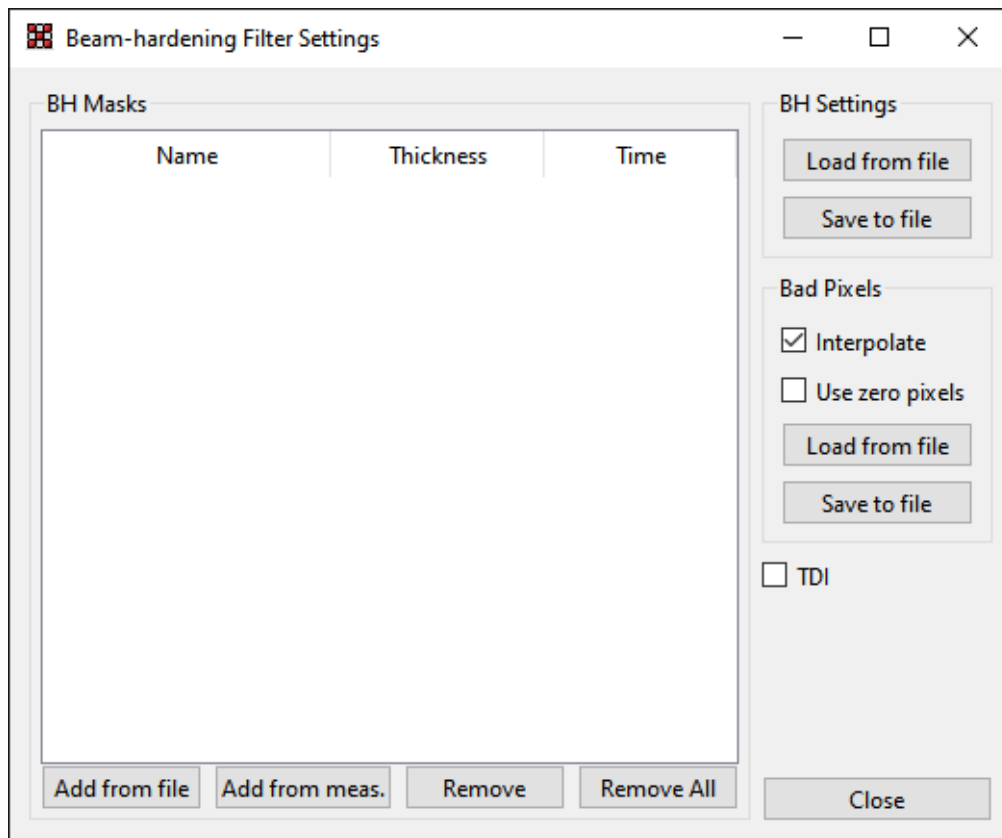 Beam-hardening Filter Settings
BH Masks
Name Thickness Time
Add from file Add from meas. Remove Remove All
BH Settings
Load from file
Save to file
Bad Pixels
Interpolate
Use zero pixels
Load from file
Save to file
TDI
Close